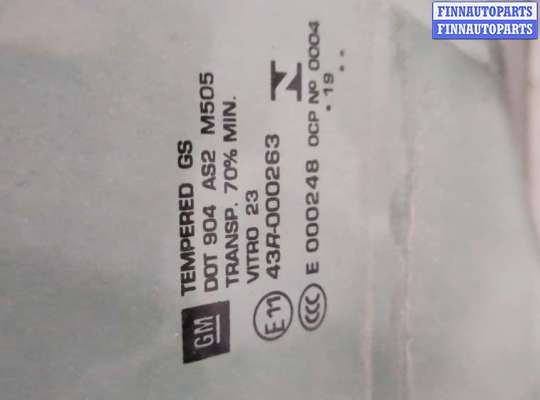 FINNAUTOPARTS
FINNAUTOPARTS
GM
TEMPERED GS
DOT 904 AS2 M505
TRANSP. 70% MIN.
VITRO 23
E11 43R-000263 N
CCC E 000248 OCP Nº 0004
. 19 . .